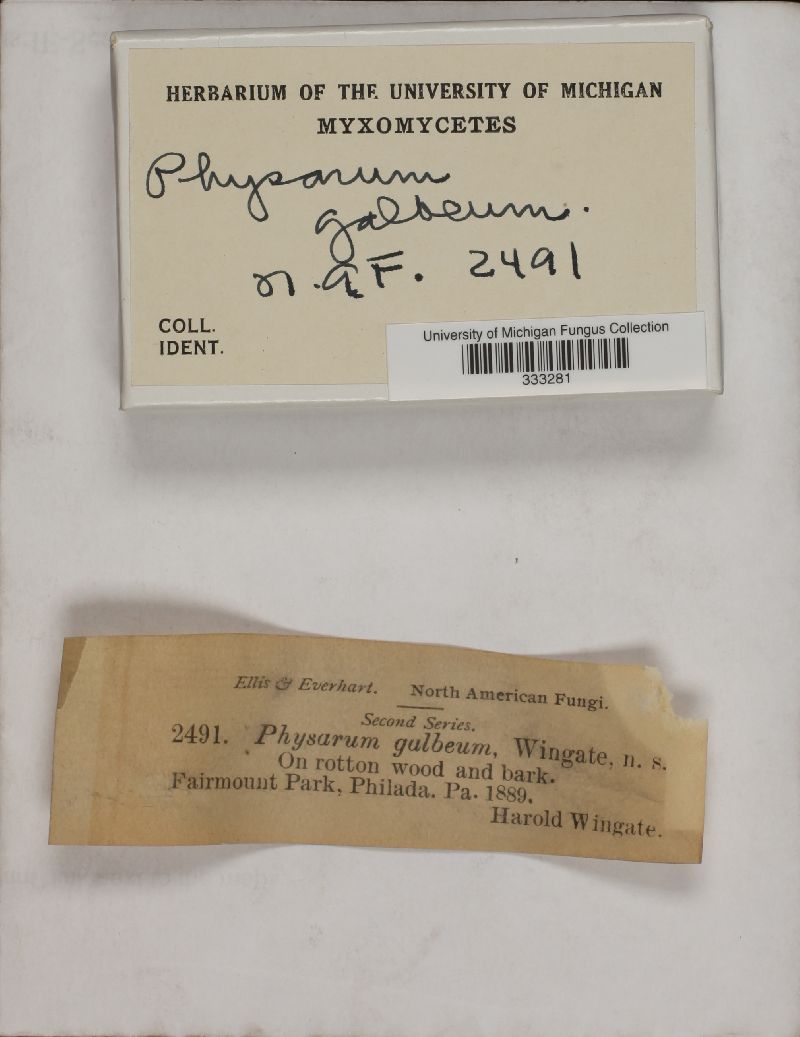 HERBARIUM OF THE UNIVERSITY OF MICHIGAN
MYXOMYCETES
Physarum
galbeum.
n.a F. 2491
COLL.
IDENT.
University of Michigan Fungus Collection
333281
Ellis & Everhart. North American Fungi.
Second Series.
2491. Physarum galbeum, Wingate, n. s.
On rotton wood and bark.
Fairmount Park, Philada. Pa. 1889.
Harold Wingate.